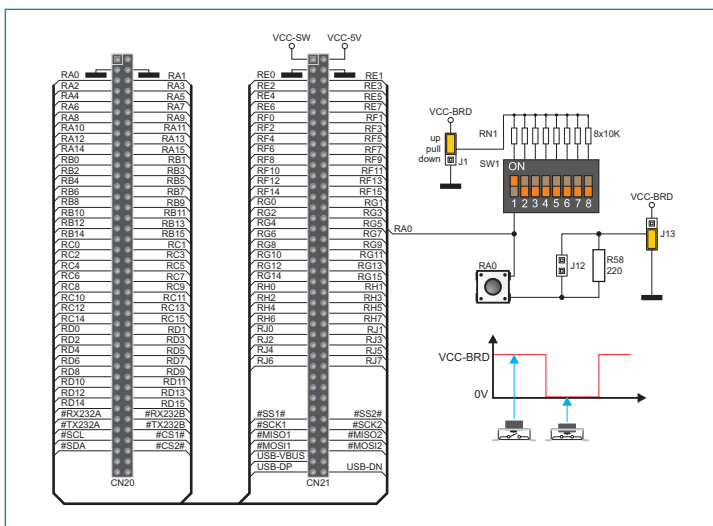 VCC-SW VCC-5V
RA0 RA1 RE0 RE1
RA2 RA3 RE2 RE3
RA4 RA5 RE4 RE5
RA6 RA7 RE6 RE7
RA8 RA9 RF0 RF1
RA10 RA11 RF2 RF3
RA12 RA13 RF4 RF5
RA14 RA15 RF6 RF7
RB0 RB1 RF8 RF9
RB2 RB3 RF10 RF11
RB4 RB5 RF12 RF13
RB6 RB7 RF14 RF15
RB8 RB9 RG0 RG1
RB10 RB11 RG2 RG3
RB12 RB13 RG4 RG5
RB14 RB15 RG6 RG7
RC0 RC1 RG8 RG9
RC2 RC3 RG10 RG11
RC4 RC5 RG12 RG13
RC6 RC7 RG14 RG15
RC8 RC9 RH0 RH1
RC10 RC11 RH2 RH3
RC12 RC13 RH4 RH5
RC14 RC15 RH6 RH7
RD0 RD1 RJ0 RJ1
RD2 RD3 RJ2 RJ3
RD4 RD5 RJ4 RJ5
RD6 RD7 RJ6 RJ7
RD8 RD9
RD10 RD11
RD12 RD13
RD14 RD15
#RX232A #RX232B #SS1# #SS2#
#TX232A #TX232B #SCK1 #SCK2
#SCL #CS1# #MISO1 #MISO2
#SDA #CS2# #MOSI1 #MOSI2
USB-VBUS
USB-DP USB-DN
CN20 CN21
VCC-BRD
up
pull
down
J1
RN1 8x10K
SW1
ON
1 2 3 4 5 6 7 8
RA0
VCC-BRD
J13
RA0
J12
R58
220
VCC-BRD
0V